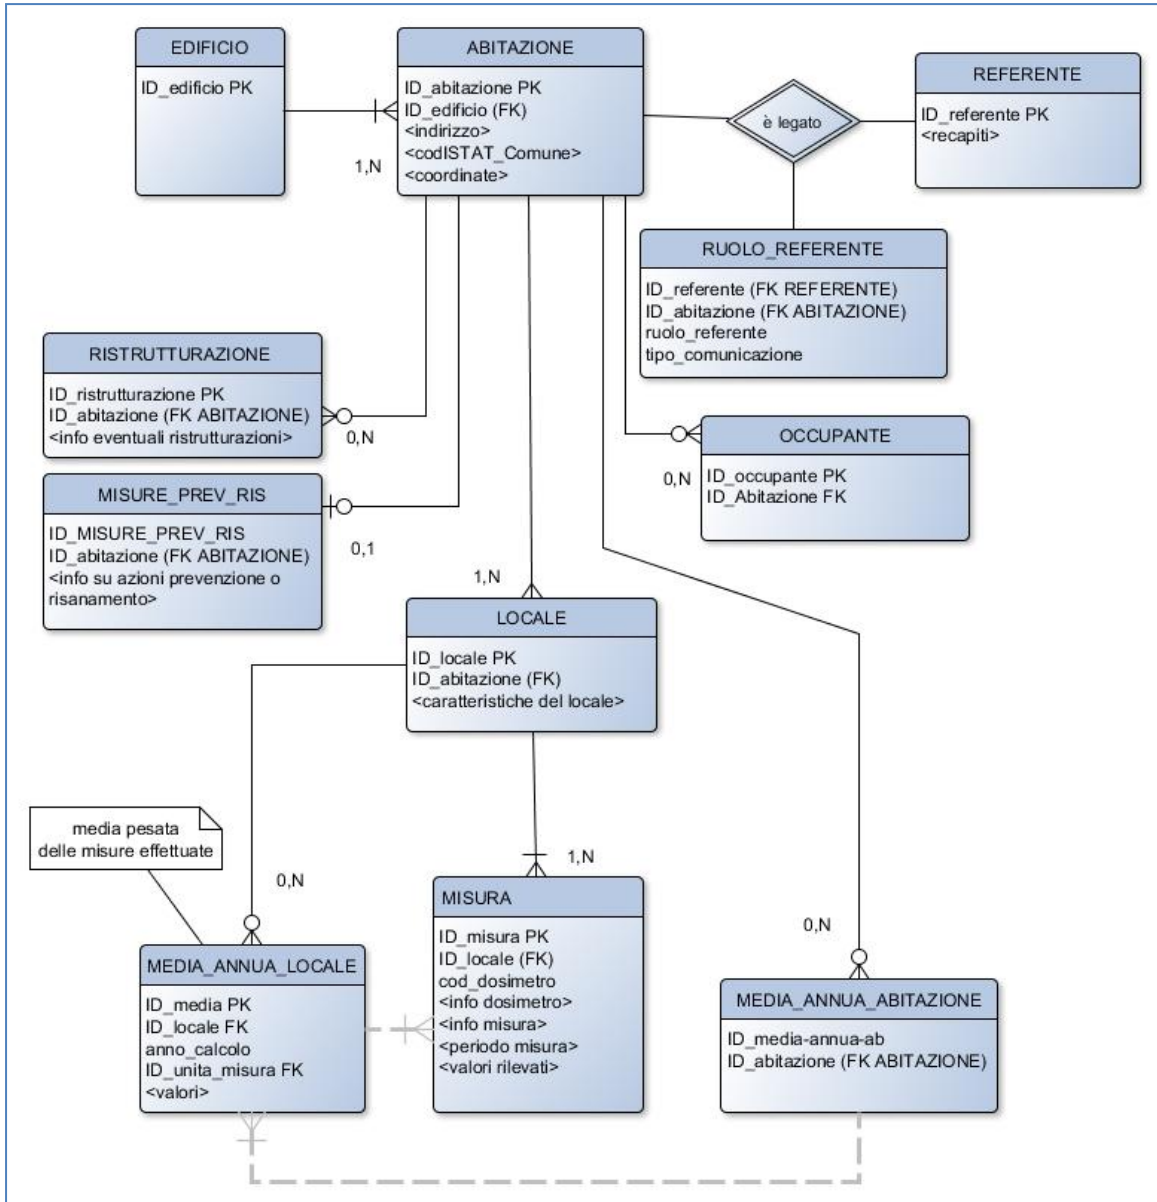 EDIFICIO
ID_edificio PK
ABITAZIONE
ID_abitazione PK
ID_edificio (FK)
<indirizzo>
<codISTAT_Comune>
<coordinate>
1,N
è legato
REFERENTE
ID_referente PK
<recapiti>
RUOLO_REFERENTE
ID_referente (FK REFERENTE)
ID_abitazione (FK ABITAZIONE)
ruolo_referente
tipo_comunicazione
RISTRUTTURAZIONE
ID_ristrutturazione PK
ID_abitazione (FK ABITAZIONE)
<info eventuali ristrutturazioni>
0,N
OCCUPANTE
ID_occupante PK
ID_Abitazione FK
0,N
MISURE_PREV_RIS
ID_MISURE_PREV_RIS
ID_abitazione (FK ABITAZIONE)
<info su azioni prevenzione o
risanamento>
0,1
1,N
LOCALE
ID_locale PK
ID_abitazione (FK)
<caratteristiche del locale>
media pesata
delle misure effettuate
0,N
1,N
MISURA
ID_misura PK
ID_locale (FK)
cod_dosimetro
<info dosimetro>
<info misura>
<periodo misura>
<valori rilevati>
0,N
MEDIA_ANNUA_LOCALE
ID_media PK
ID_locale FK
anno_calcolo
ID_unita_misura FK
<valori>
MEDIA_ANNUA_ABITAZIONE
ID_media-annua-ab
ID_abitazione (FK ABITAZIONE)